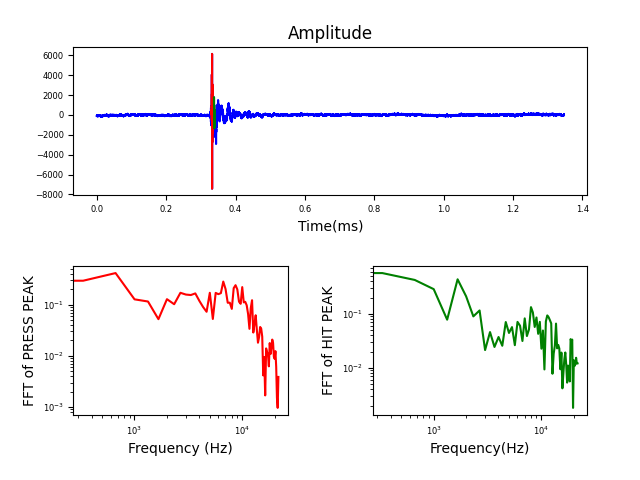 Amplitude
6000
4000
2000
0
−2000
−4000
−6000
−8000
0.0 0.2 0.4 0.6 0.8 1.0 1.2 1.4
Time(ms)
FFT of PRESS PEAK
10⁻¹
10⁻²
10⁻³
10³ 10⁴
Frequency (Hz)
FFT of HIT PEAK
10⁻¹
10⁻²
10³ 10⁴
Frequency(Hz)